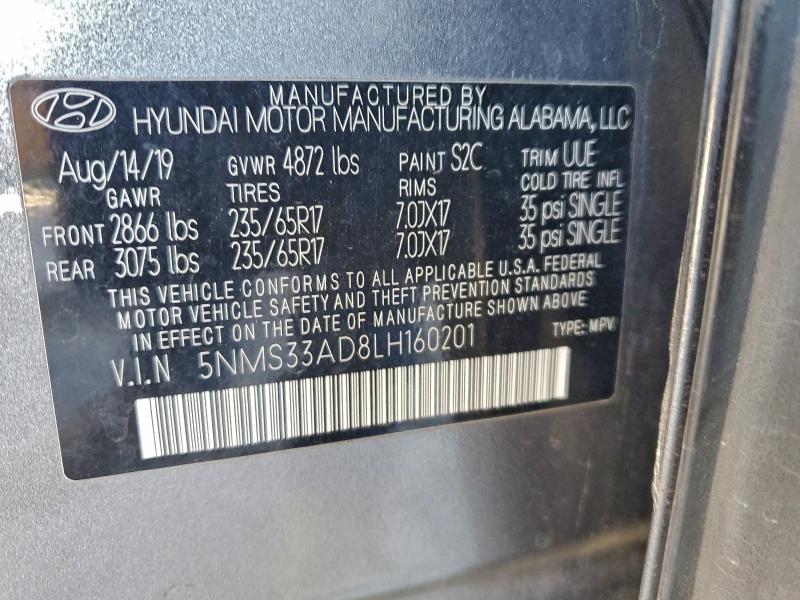 MANUFACTURED BY
HYUNDAI MOTOR MANUFACTURING ALABAMA, LLC
Aug/14/19 GVWR 4872 lbs PAINT S2C TRIM UUE
GAWR TIRES RIMS COLD TIRE INFL
FRONT 2866 lbs 235/65R17 7.0JX17 35 psi SINGLE
REAR 3075 lbs 235/65R17 7.0JX17 35 psi SINGLE
THIS VEHICLE CONFORMS TO ALL APPLICABLE U.S.A. FEDERAL
MOTOR VEHICLE SAFETY AND THEFT PREVENTION STANDARDS
IN EFFECT ON THE DATE OF MANUFACTURE SHOWN ABOVE
V.I.N 5NMS33AD8LH160201 TYPE: MPV